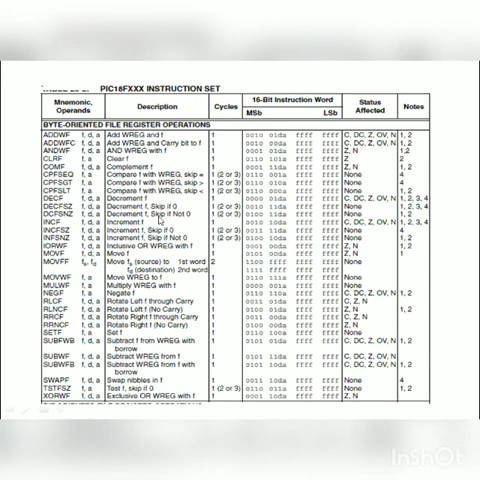 PIC18FXXX INSTRUCTION SET
Mnemonic, Operands Description Cycles 16-Bit Instruction Word Status Affected Notes
MSb LSb
BYTE-ORIENTED FILE REGISTER OPERATIONS
ADDWF f, d, a Add WREG and f 1 0010 01da ffff ffff C, DC, Z, OV, N 1, 2
ADDWFC f, d, a Add WREG and Carry bit to f 1 0010 00da ffff ffff C, DC, Z, OV, N 1, 2
ANDWF f, d, a AND WREG with f 1 0001 01da ffff ffff Z, N 1,2
CLRF f, a Clear f 1 0110 101a ffff ffff Z 2
COMF f, d, a Complement f 1 0001 11da ffff ffff Z, N 1, 2
CPFSEQ f, a Compare f with WREG, skip = 1 (2 or 3) 0110 001a ffff ffff None 4
CPFSGT f, a Compare f with WREG, skip > 1 (2 or 3) 0110 010a ffff ffff None 4
CPFSLT f, a Compare f with WREG, skip < 1 (2 or 3) 0110 000a ffff ffff None 1, 2
DECF f, d, a Decrement f 1 0000 01da ffff ffff C, DC, Z, OV, N 1, 2, 3, 4
DECFSZ f, d, a Decrement f, Skip if 0 1 (2 or 3) 0010 11da ffff ffff None 1, 2, 3, 4
DCFSNZ f, d, a Decrement f, Skip if Not 0 1 (2 or 3) 0100 11da ffff ffff None 1, 2
INCF f, d, a Increment f 1 0010 10da ffff ffff C, DC, Z, OV, N 1, 2, 3, 4
INCFSZ f, d, a Increment f, Skip if 0 1 (2 or 3) 0011 11da ffff ffff None 4
INFSNZ f, d, a Increment f, Skip if Not 0 1 (2 or 3) 0100 10da ffff ffff None 1, 2
IORWF f, d, a Inclusive OR WREG with f 1 0001 00da ffff ffff Z, N 1, 2
MOVF f, d, a Move f 1 0101 00da ffff ffff Z, N 1
MOVFF fs, fd Move fs (source) to 1st word 2 1100 ffff ffff ffff None
fd (destination) 2nd word 1111 ffff ffff ffff
MOVWF f, a Move WREG to f 1 0110 111a ffff ffff None
MULWF f, a Multiply WREG with f 1 0000 001a ffff ffff None
NEGF f, a Negate f 1 0110 110a ffff ffff C, DC, Z, OV, N 1, 2
RLCF f, d, a Rotate Left f through Carry 1 0011 01da ffff ffff C, Z, N
RLNCF f, d, a Rotate Left f (No Carry) 1 0100 01da ffff ffff Z, N 1, 2
RRCF f, d, a Rotate Right f through Carry 1 0011 00da ffff ffff C, Z, N
RRNCF f, d, a Rotate Right f (No Carry) 1 0100 00da ffff ffff Z, N
SETF f, a Set f 1 0110 100a ffff ffff None
SUBFWB f, d, a Subtract f from WREG with 1 0101 01da ffff ffff C, DC, Z, OV, N 1, 2
borrow
SUBWF f, d, a Subtract WREG from f 1 0101 11da ffff ffff C, DC, Z, OV, N
SUBWFB f, d, a Subtract WREG from f with 1 0101 10da ffff ffff C, DC, Z, OV, N 1, 2
borrow
SWAPF f, d, a Swap nibbles in f 1 0011 10da ffff ffff None 4
TSTFSZ f, a Test f, skip if 0 1 (2 or 3) 0110 011a ffff ffff None 1, 2
XORWF f, d, a Exclusive OR WREG with f 1 0001 10da ffff ffff Z, N
InShOt